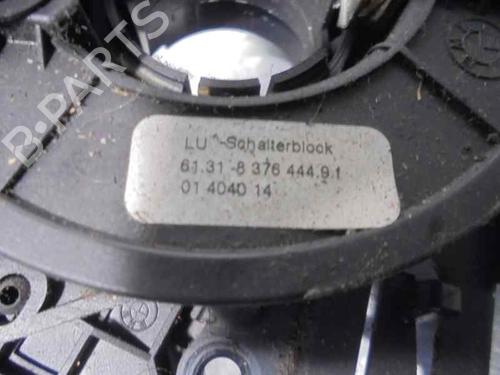 LU -Schalterblock
61.31 -8 376 444.9.1
01 4040 14
B-PARTS